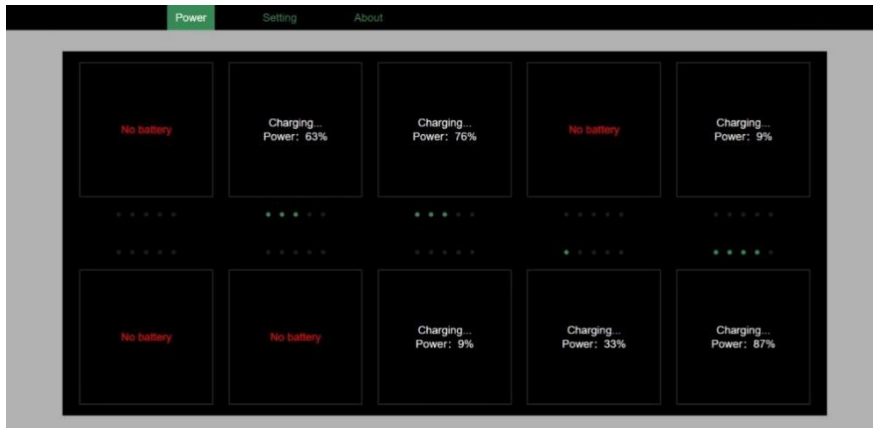 Power Setting About
No battery
Charging...
Power: 63%
Charging...
Power: 76%
No battery
Charging...
Power: 9%
No battery
No battery
Charging...
Power: 9%
Charging...
Power: 33%
Charging...
Power: 87%